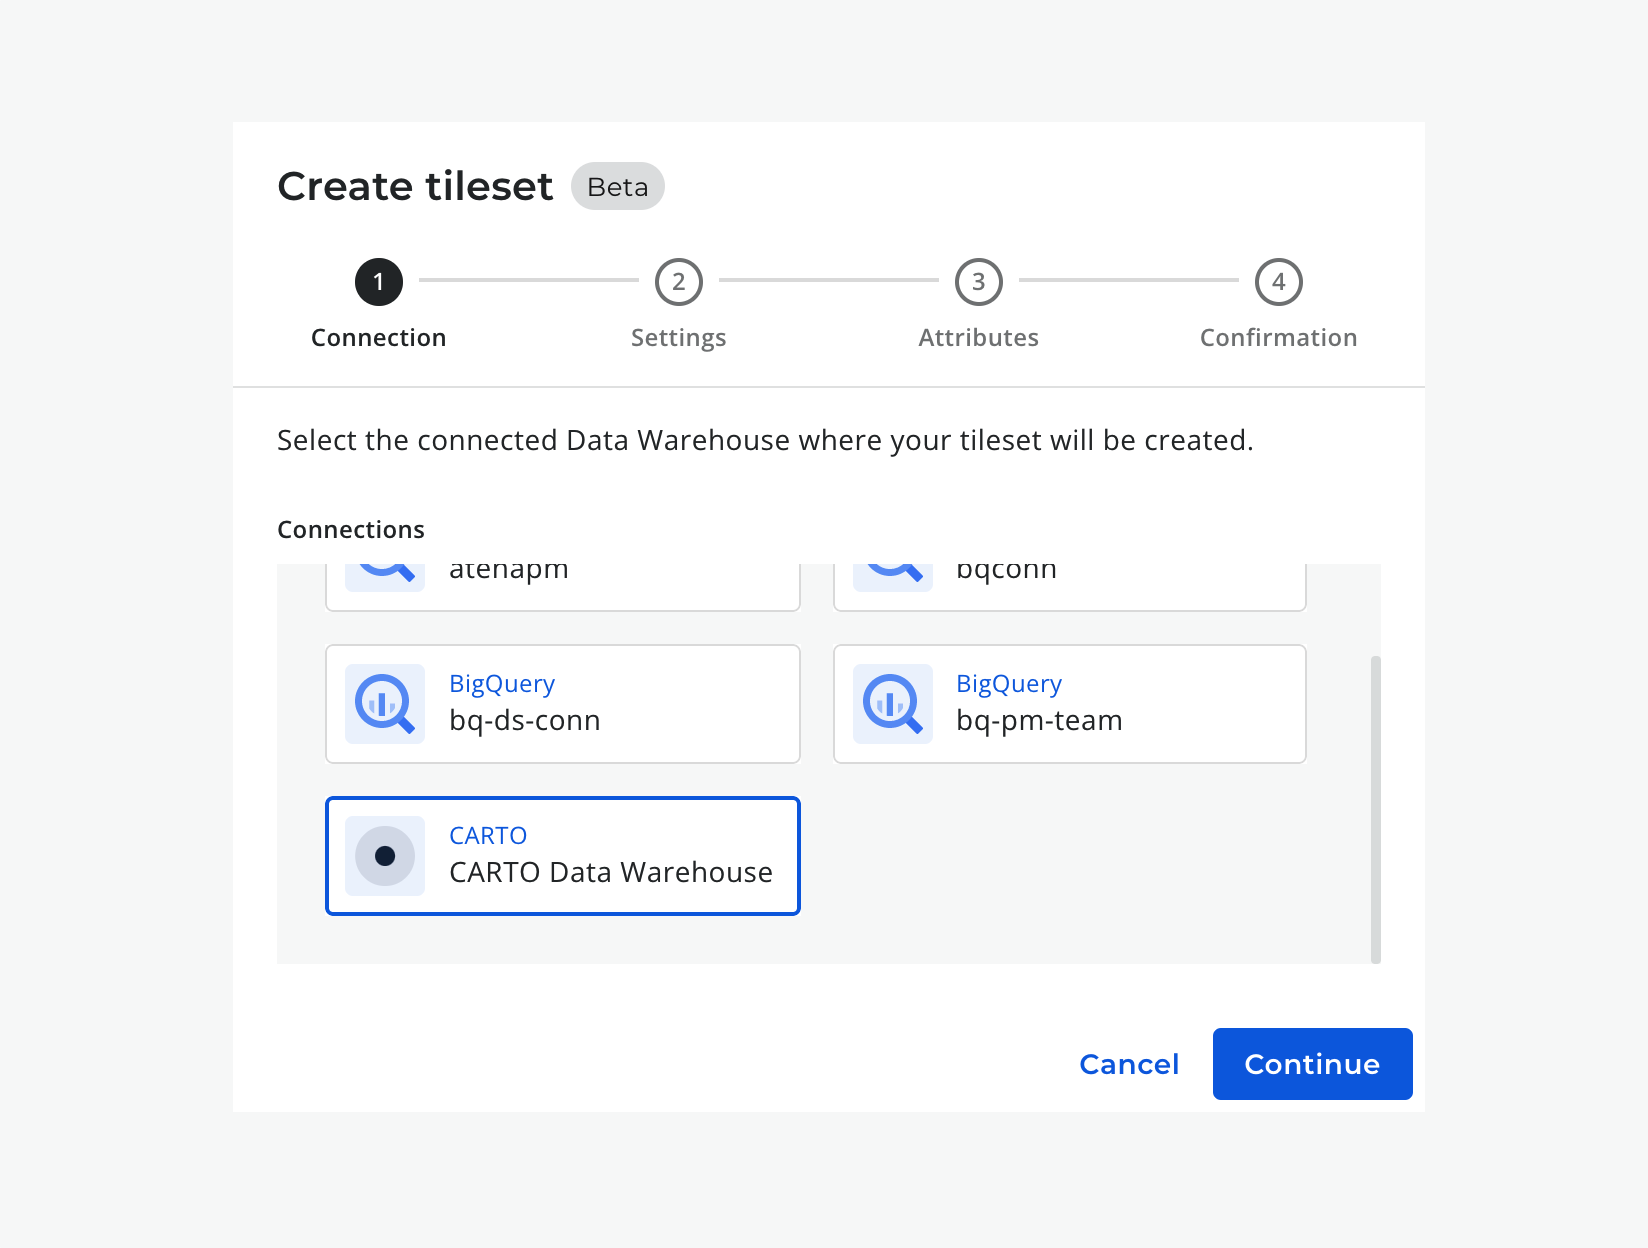 Create tileset Beta
1 2 3 4
Connection Settings Attributes Confirmation
Select the connected Data Warehouse where your tileset will be created.
Connections
atenapm bqconn
BigQuery BigQuery
bq-ds-conn bq-pm-team
CARTO
CARTO Data Warehouse
Cancel Continue